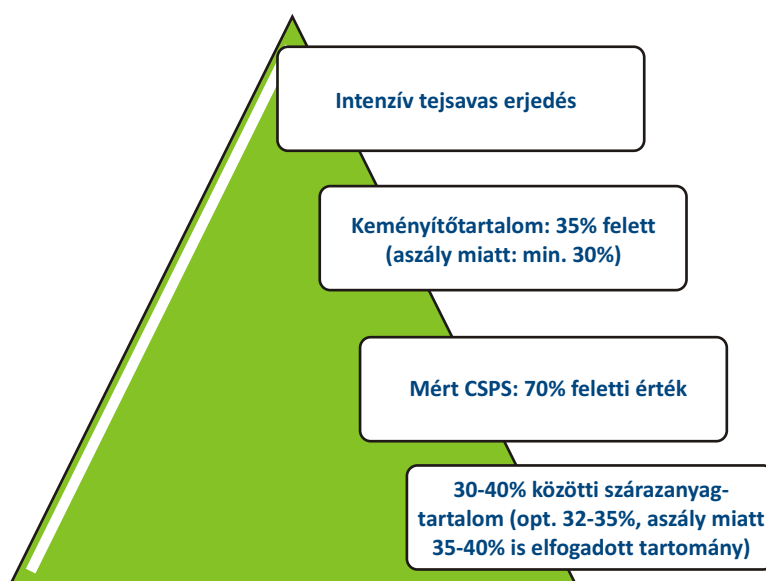 Intenzív tejsavas erjedés
Keményítőtartalom: 35% felett
(aszály miatt: min. 30%)
Mért CSPS: 70% feletti érték
30-40% közötti szárazanyag-
tartalom (opt. 32-35%, aszály miatt
35-40% is elfogadott tartomány)